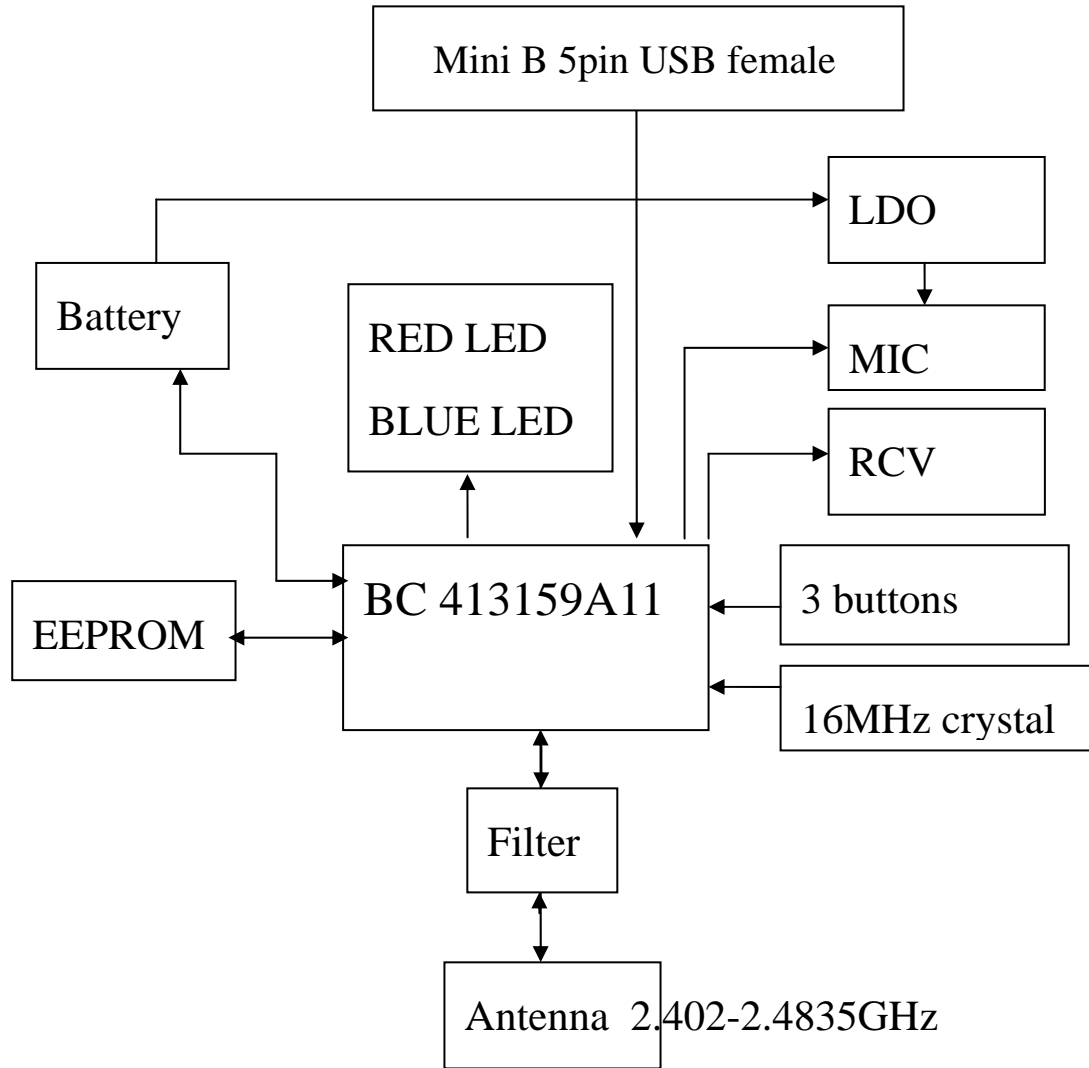 Mini B 5pin USB female
LDO
Battery
RED LED
MIC
BLUE LED
RCV
BC 413159A11
3 buttons
EEPROM
16MHz crystal
Filter
Antenna 2.402-2.4835GHz